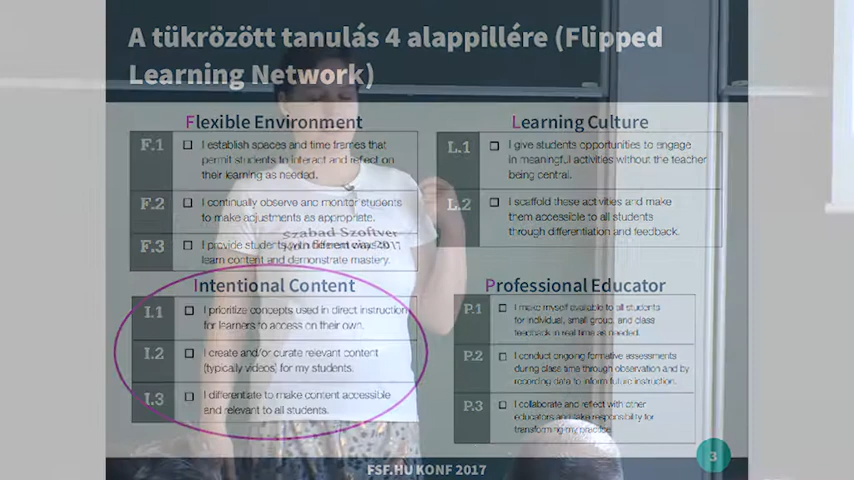 A tükrözött tanulás 4 alappillére (Flipped
Learning Network)
Flexible Environment
F.1
I establish spaces and time frames that
permit students to interact and reflect on
their learning as needed.
F.2
I continually observe and monitor students
to make adjustments as appropriate.
F.3
I provide students with different ways to
learn content and demonstrate mastery.
Learning Culture
L.1
I give students opportunities to engage
in meaningful activities without the teacher
being central.
L.2
I scaffold these activities and make
them accessible to all students
through differentiation and feedback.
Intentional Content
I.1
I prioritize concepts used in direct instruction
for learners to access on their own.
I.2
I create and/or curate relevant content
(typically videos) for my students.
I.3
I differentiate to make content accessible
and relevant to all students.
Professional Educator
P.1
I make myself available to all students
for individual, small group, and class
feedback in real time as needed.
P.2
I conduct ongoing formative assessments
during class time through observation and by
recording data to inform future instruction.
P.3
I collaborate and reflect with other
educators and take responsibility for
transforming my practice.
Szabad Szoftver
2017
FSF.HU KONF 2017
3